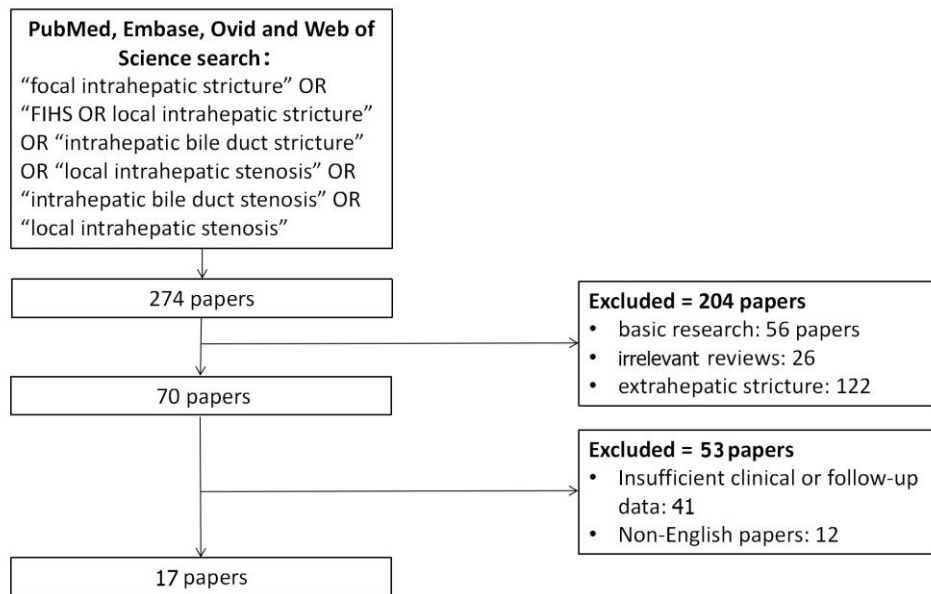 PubMed, Embase, Ovid and Web of
Science search:
“focal intrahepatic stricture” OR
“FIHS OR local intrahepatic stricture”
OR “intrahepatic bile duct stricture”
OR “local intrahepatic stenosis” OR
“intrahepatic bile duct stenosis” OR
“local intrahepatic stenosis”
274 papers
Excluded = 204 papers
• basic research: 56 papers
• irrelevant reviews: 26
• extrahepatic stricture: 122
70 papers
Excluded = 53 papers
• Insufficient clinical or follow-up
data: 41
• Non-English papers: 12
17 papers